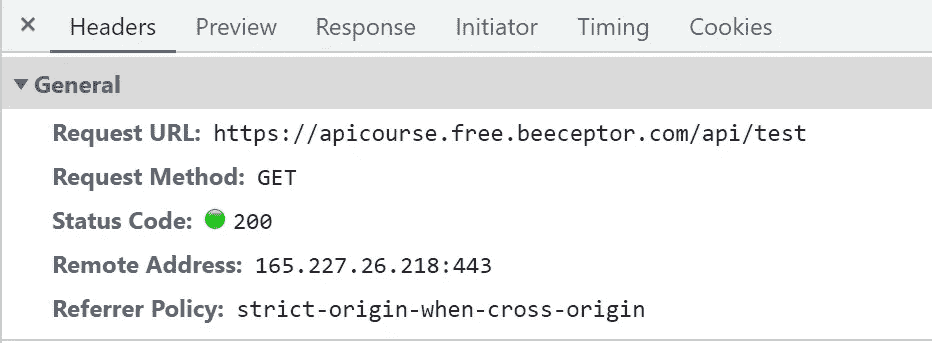 × Headers Preview Response Initiator Timing Cookies
General
Request URL: https://apicourse.free.beeceptor.com/api/test
Request Method: GET
Status Code: 200
Remote Address: 165.227.26.218:443
Referrer Policy: strict-origin-when-cross-origin